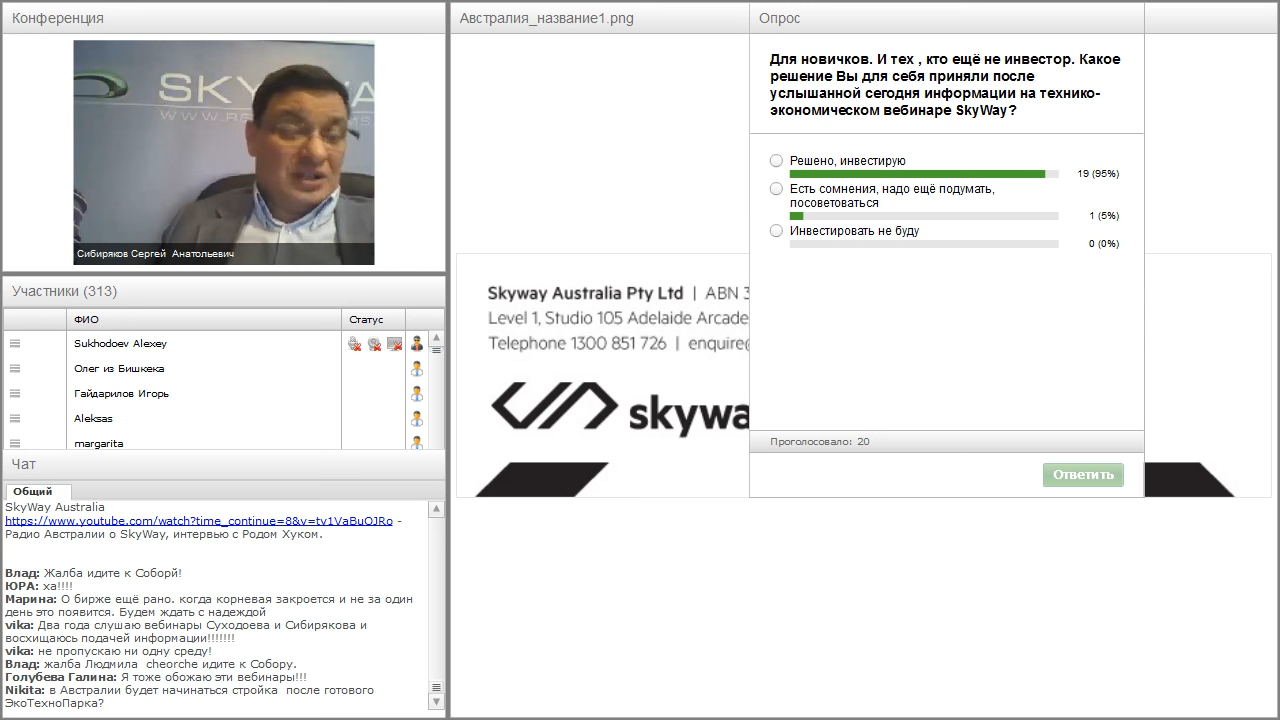 Конференция
SKYWA
WWW.R
Сибиряков Сергей Анатольевич
Участники (313)
ФИО Статус
Sukhodoev Alexey
Олег из Бишкека
Гайдарилов Игорь
Aleksas
margarita
Чат
Общий
SkyWay Australia
https://www.youtube.com/watch?time_continue=8&v=tv1VaBuOJRo -
Радио Австралии о SkyWay, интервью с Родом Хуком.
Влад: Жалба идите к Соборй!
ЮРА: ха!!!!
Марина: О бирже ещё рано. когда корневая закроется и не за один
день это появится. Будем ждать с надеждой
vika: Два года слушаю вебинары Суходоева и Сибирякова и
восхищаюсь подачей информации!!!!!!!
vika: не пропускаю ни одну среду!
Влад: жалба Людмила cheorche идите к Собору.
Голубева Галина: Я тоже обожаю эти вебинары!!!
Nikita: в Австралии будет начинаться стройка после готового
ЭкоТехноПарка?
Австралия_название1.png
Skyway Australia Pty Ltd | ABN 3
Level 1, Studio 105 Adelaide Arcade
Telephone 1300 851 726 | enquire@
skywa
Опрос
Для новичков. И тех , кто ещё не инвестор. Какое
решение Вы для себя приняли после
услышанной сегодня информации на технико-
экономическом вебинаре SkyWay?
Решено, инвестирую
19 (95%)
Есть сомнения, надо ещё подумать,
посоветоваться
1 (5%)
Инвестировать не буду
0 (0%)
Проголосовало: 20
Ответить